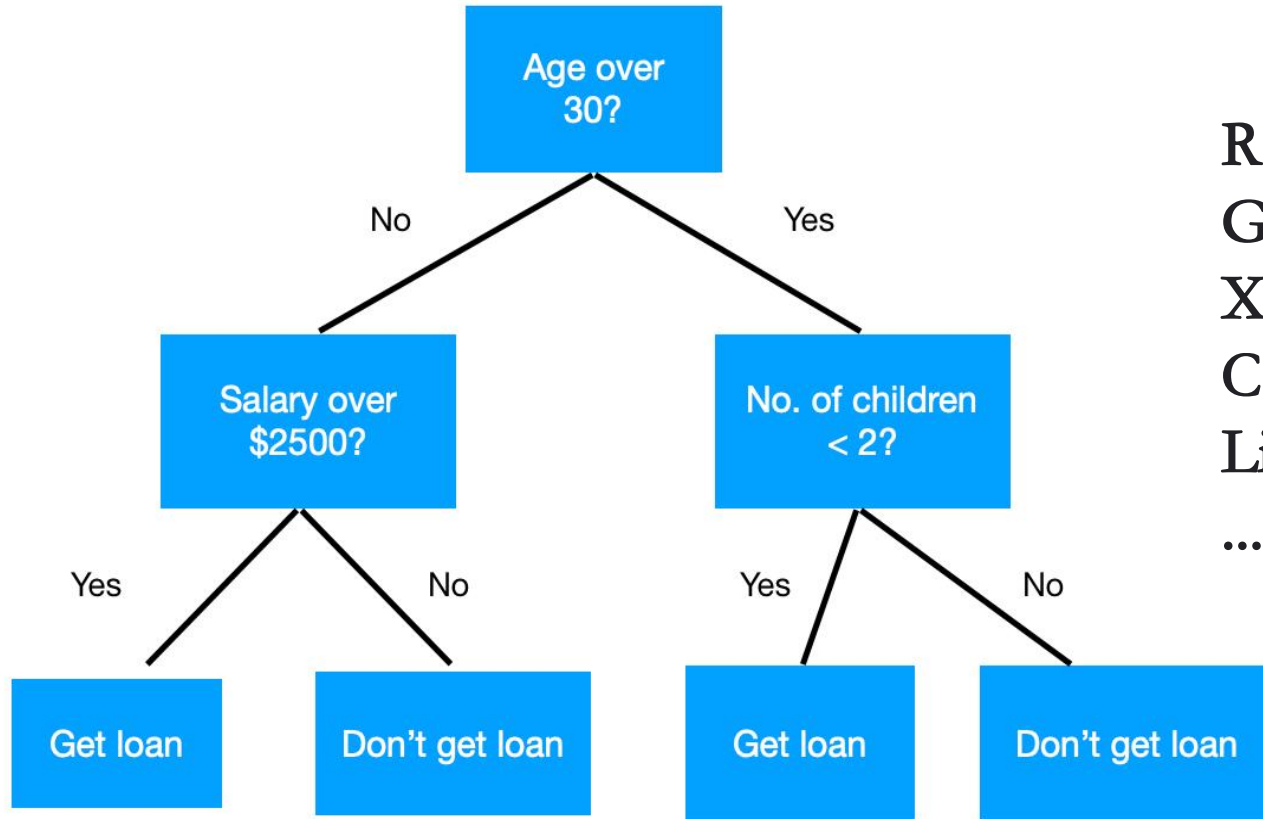 Age over
30?
No
Yes
Salary over
$2500?
No. of children
< 2?
Yes
No
Yes
No
Get loan
Don't get loan
Get loan
Don't get loan
R
G
X
C
Li
...